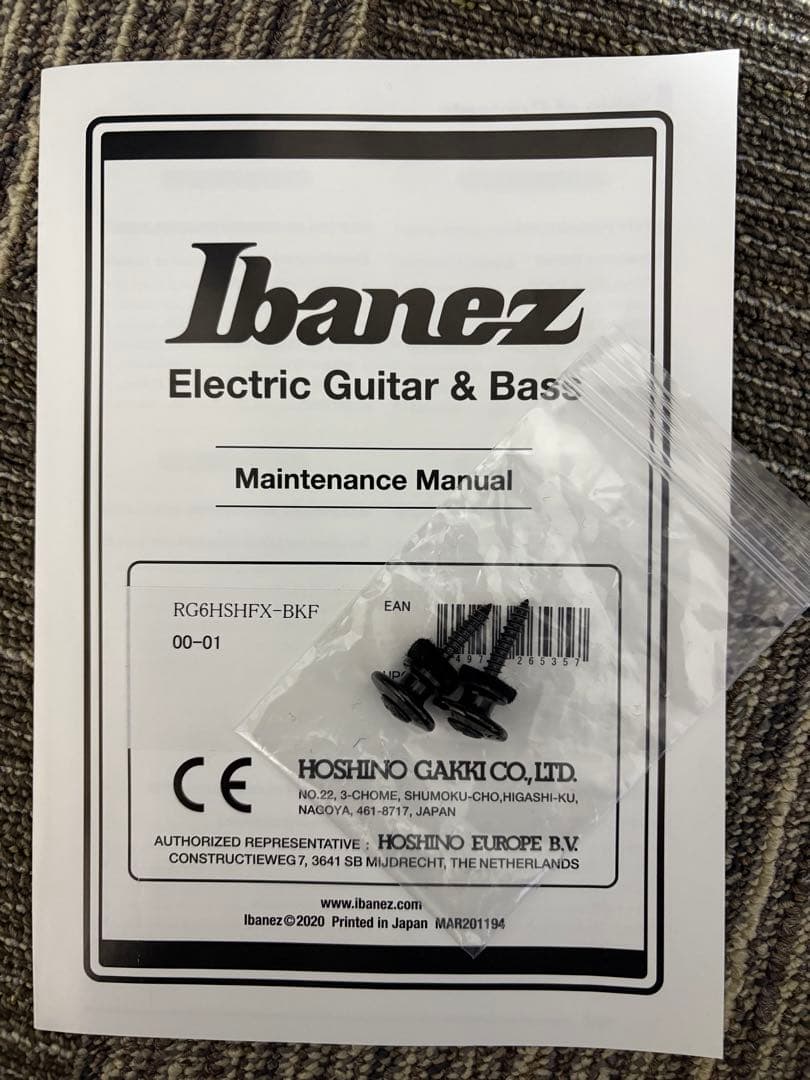 Ibanez
Electric Guitar & Bass
Maintenance Manual
RG6HSHFX-BKF
EAN
00-01
265357
CE
HOSHINO GAKKI CO., LTD.
NO.22, 3-CHOME, SHUMOKU-CHO,HIGASHI-KU,
NAGOYA, 461-8717, JAPAN
AUTHORIZED REPRESENTATIVE : HOSHINO EUROPE B.V.
CONSTRUCTIEWEG 7, 3641 SB MIJDRECHT, THE NETHERLANDS
www.ibanez.com
Ibanez©2020 Printed in Japan MAR201194